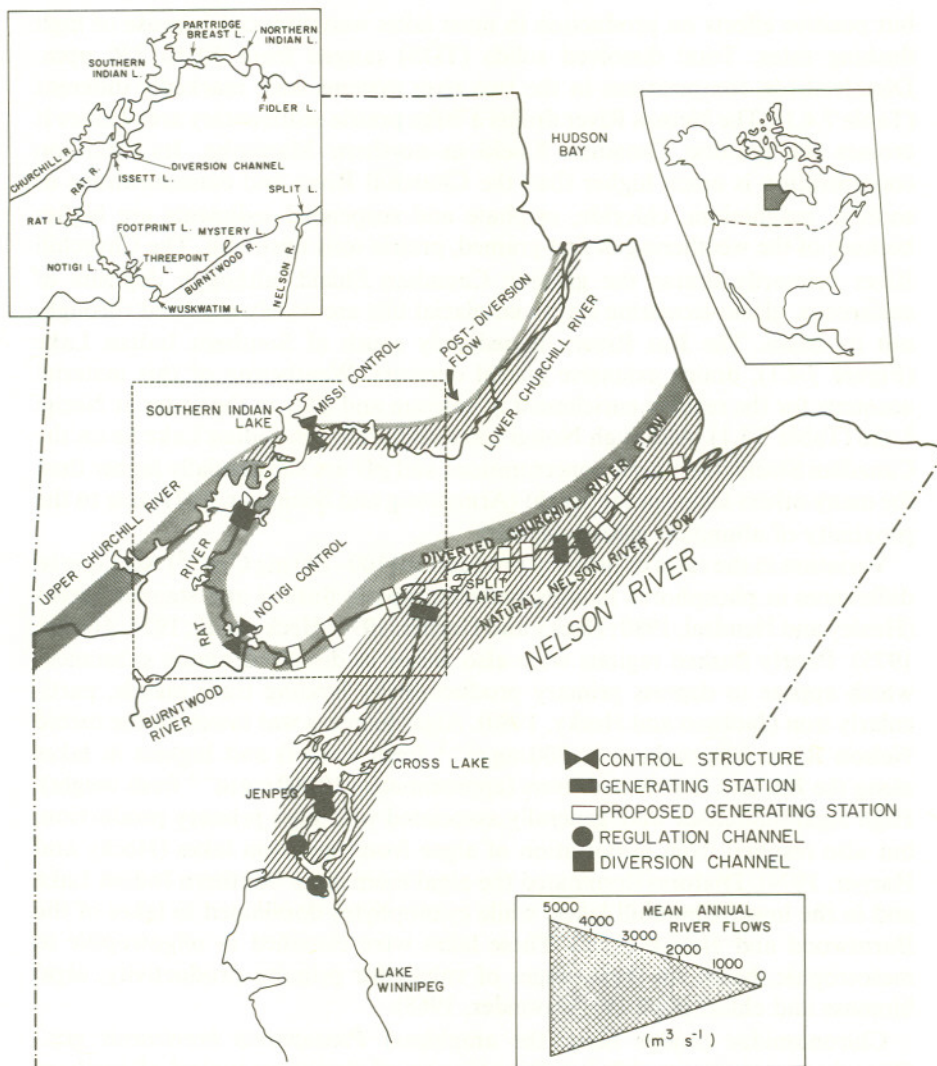 PARTRIDGE
BREAST L.
NORTHERN
INDIAN L.
SOUTHERN
INDIAN L.
FIDLER L.
CHURCHILL R.
RAT R.
DIVERSION CHANNEL
ISSETT L.
SPLIT L.
RAT L.
FOOTPRINT L.
MYSTERY L.
THREEPOINT
L.
NOTIGI L.
BURNTWOOD R.
NELSON R.
WUSKWATIM L.
HUDSON
BAY
POST-DIVERSION
FLOW
MISSI CONTROL
SOUTHERN INDIAN
LAKE
LOWER CHURCHILL RIVER
UPPER CHURCHILL RIVER
RIVER
RAT
NOTIGI CONTROL
DIVERTED CHURCHILL RIVER FLOW
SPLIT
LAKE
NATURAL NELSON RIVER FLOW
NELSON RIVER
BURNTWOOD
RIVER
CROSS LAKE
JENPEG
LAKE
WINNIPEG
CONTROL STRUCTURE
GENERATING STATION
PROPOSED GENERATING STATION
REGULATION CHANNEL
DIVERSION CHANNEL
MEAN ANNUAL
RIVER FLOWS
5000
4000
3000
2000
1000
0
(m³ s⁻¹)